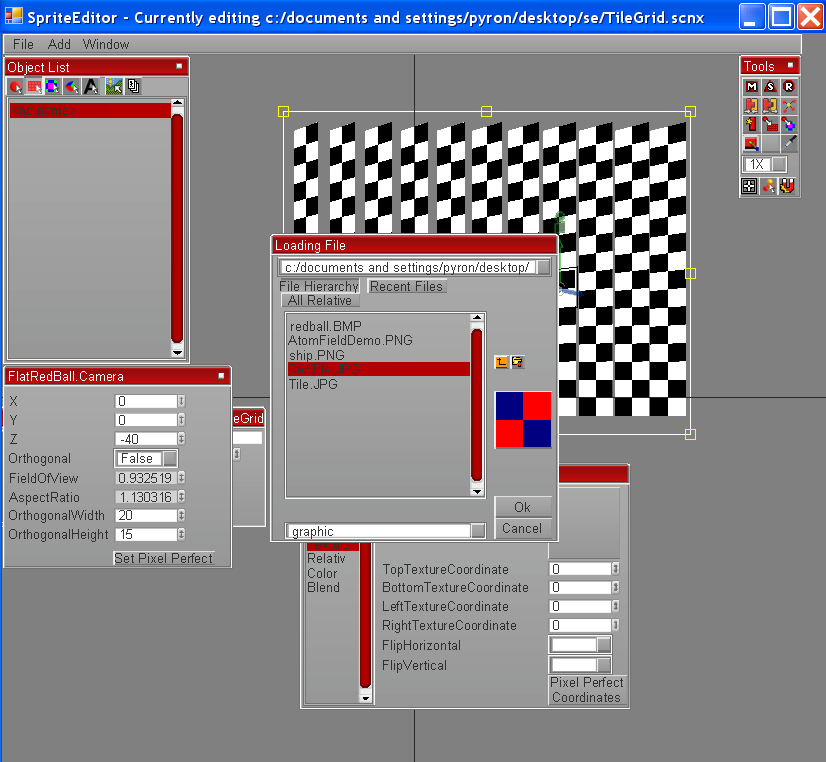 SpriteEditor - Currently editing c:/documents and settings/pyron/desktop/se/TileGrid.scnx
File Add Window
Object List
Tools
M S R
1X
Loading File
c:/documents and settings/pyron/desktop/
File Hierarchy Recent Files
All Relative
redball.BMP
AtomFieldDemo.PNG
ship.PNG
Tile.JPG
Ok
Cancel
graphic
FlatRedBall.Camera
X 0
Y 0
Z -40
Orthogonal False
FieldOfView 0.932519
AspectRatio 1.130316
OrthogonalWidth 20
OrthogonalHeight 15
Set Pixel Perfect
eGrid
Relativ
Color
Blend
TopTextureCoordinate 0
BottomTextureCoordinate 0
LeftTextureCoordinate 0
RightTextureCoordinate 0
FlipHorizontal
FlipVertical
Pixel Perfect
Coordinates